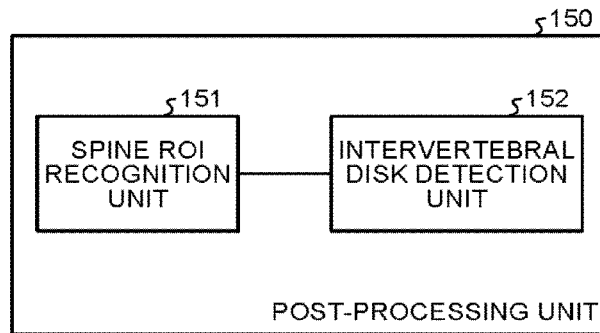 150
151
152
SPINE ROI
RECOGNITION
UNIT
INTERVERTEBRAL
DISK DETECTION
UNIT
POST-PROCESSING UNIT